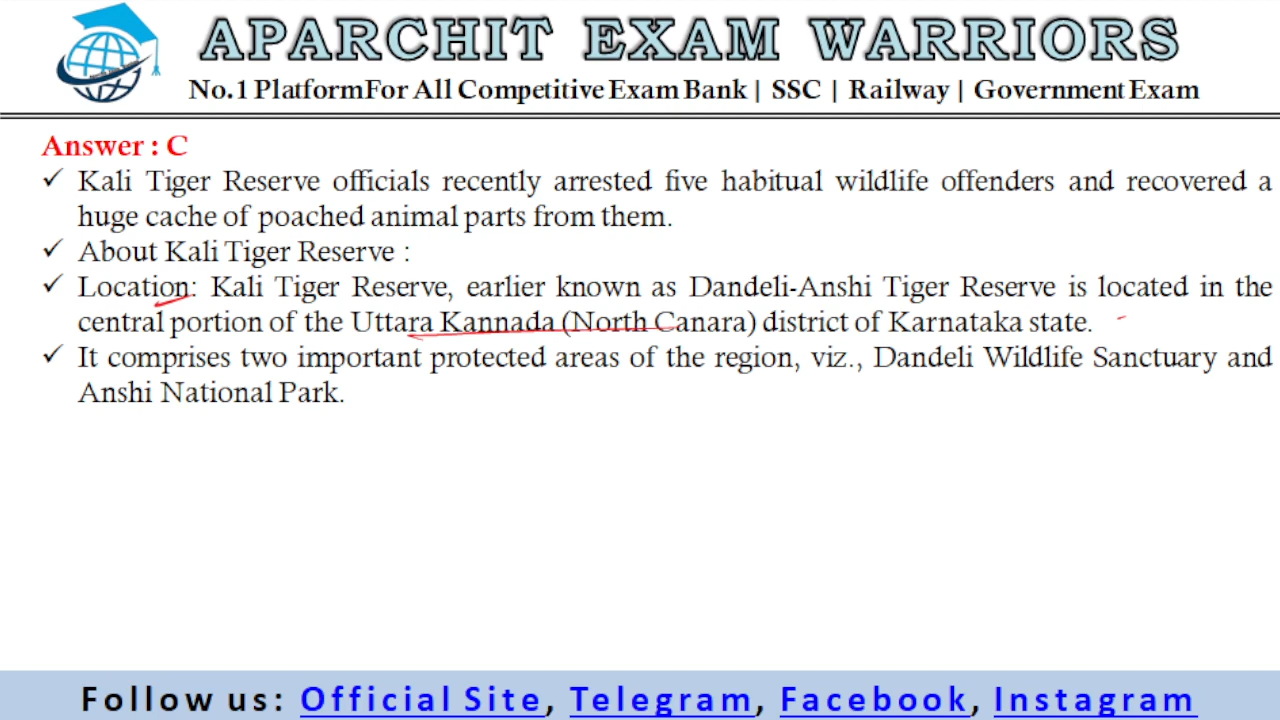 APARCHIT EXAM WARRIORS
No.1 PlatformFor All Competitive Exam Bank | SSC | Railway | Government Exam
Answer : C
✓ Kali Tiger Reserve officials recently arrested five habitual wildlife offenders and recovered a
huge cache of poached animal parts from them.
✓ About Kali Tiger Reserve :
✓ Location: Kali Tiger Reserve, earlier known as Dandeli-Anshi Tiger Reserve is located in the
central portion of the Uttara Kannada (North Canara) district of Karnataka state.
✓ It comprises two important protected areas of the region, viz., Dandeli Wildlife Sanctuary and
Anshi National Park.
Follow us: Official Site, Telegram, Facebook, Instagram